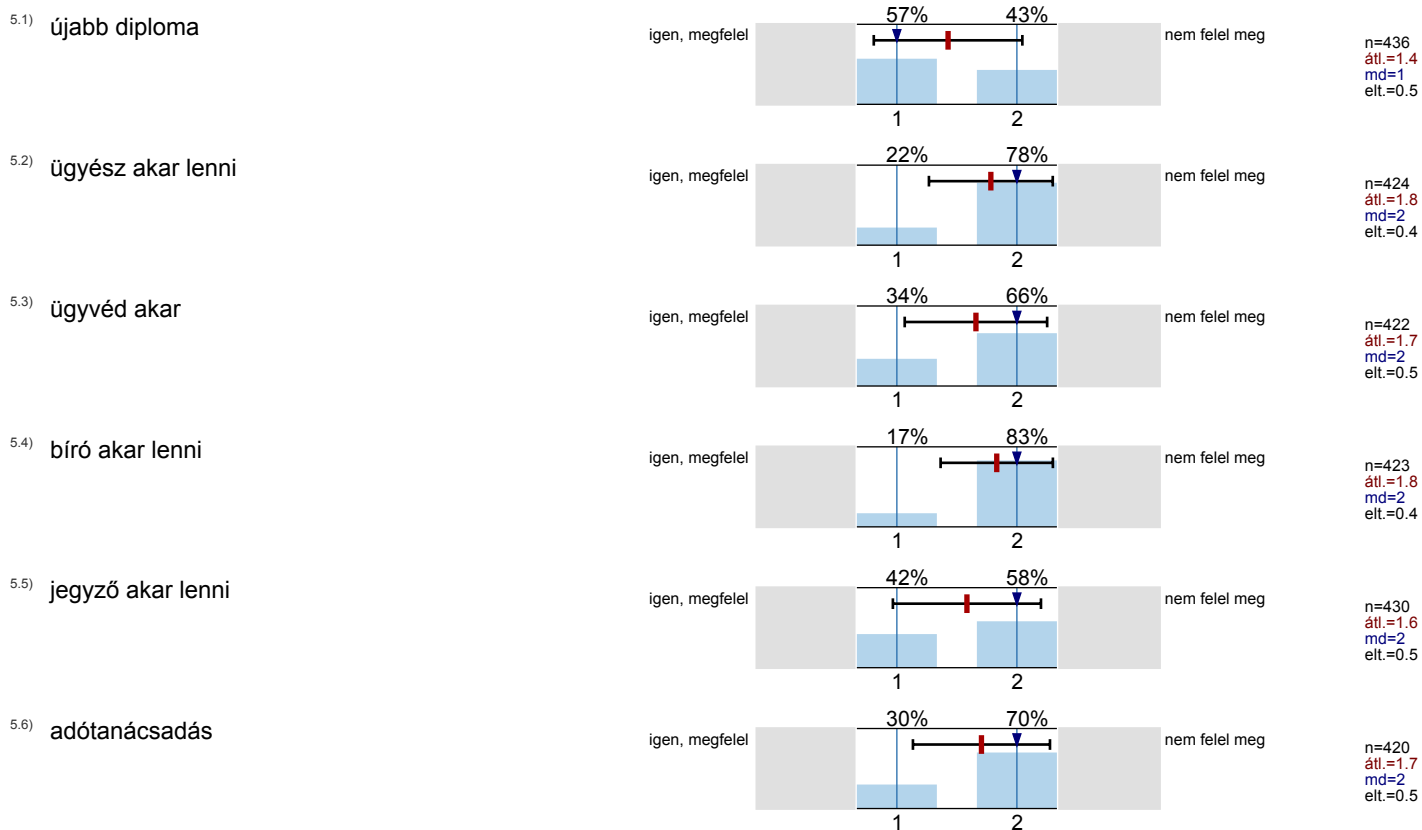 5.1) újabb diploma
57% 43%
igen, megfelel
nem felel meg
n=436
átl.=1.4
md=1
elt.=0.5
1 2
5.2) ügyész akar lenni
22% 78%
igen, megfelel
nem felel meg
n=424
átl.=1.8
md=2
elt.=0.4
1 2
5.3) ügyvéd akar
34% 66%
igen, megfelel
nem felel meg
n=422
átl.=1.7
md=2
elt.=0.5
1 2
5.4) bíró akar lenni
17% 83%
igen, megfelel
nem felel meg
n=423
átl.=1.8
md=2
elt.=0.4
1 2
5.5) jegyző akar lenni
42% 58%
igen, megfelel
nem felel meg
n=430
átl.=1.6
md=2
elt.=0.5
1 2
5.6) adótanácsadás
30% 70%
igen, megfelel
nem felel meg
n=420
átl.=1.7
md=2
elt.=0.5
1 2